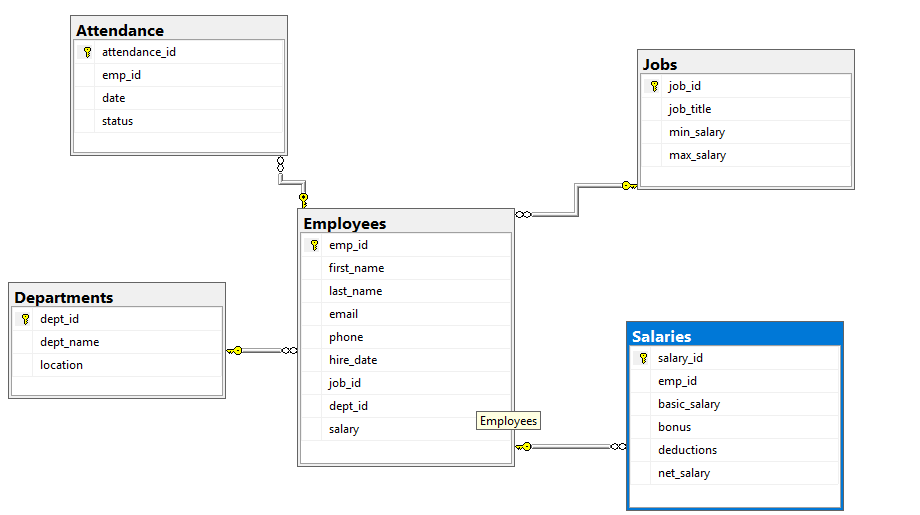 Attendance
attendance_id
emp_id
date
status
Jobs
job_id
job_title
min_salary
max_salary
Employees
emp_id
first_name
last_name
email
phone
hire_date
job_id
dept_id
salary
Employees
Departments
dept_id
dept_name
location
Salaries
salary_id
emp_id
basic_salary
bonus
deductions
net_salary